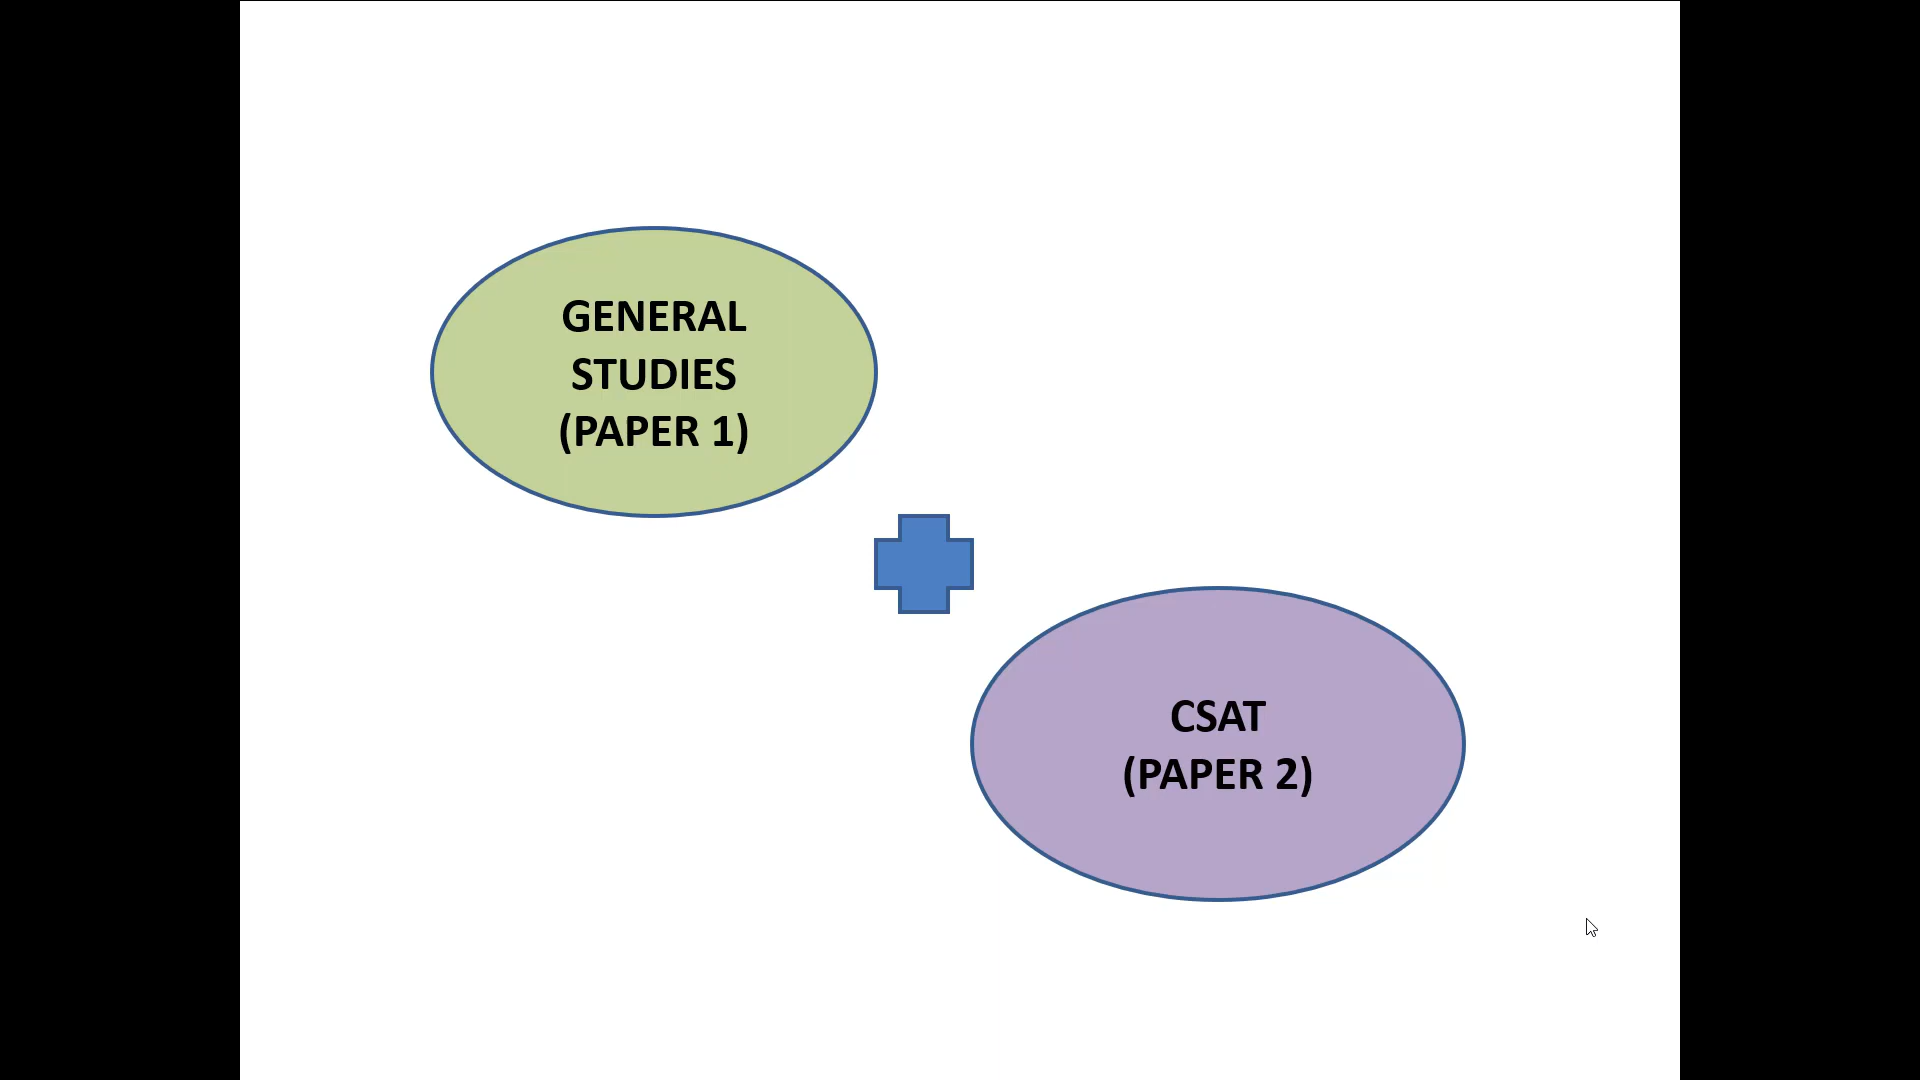 GENERAL
STUDIES
(PAPER 1)
CSAT
(PAPER 2)